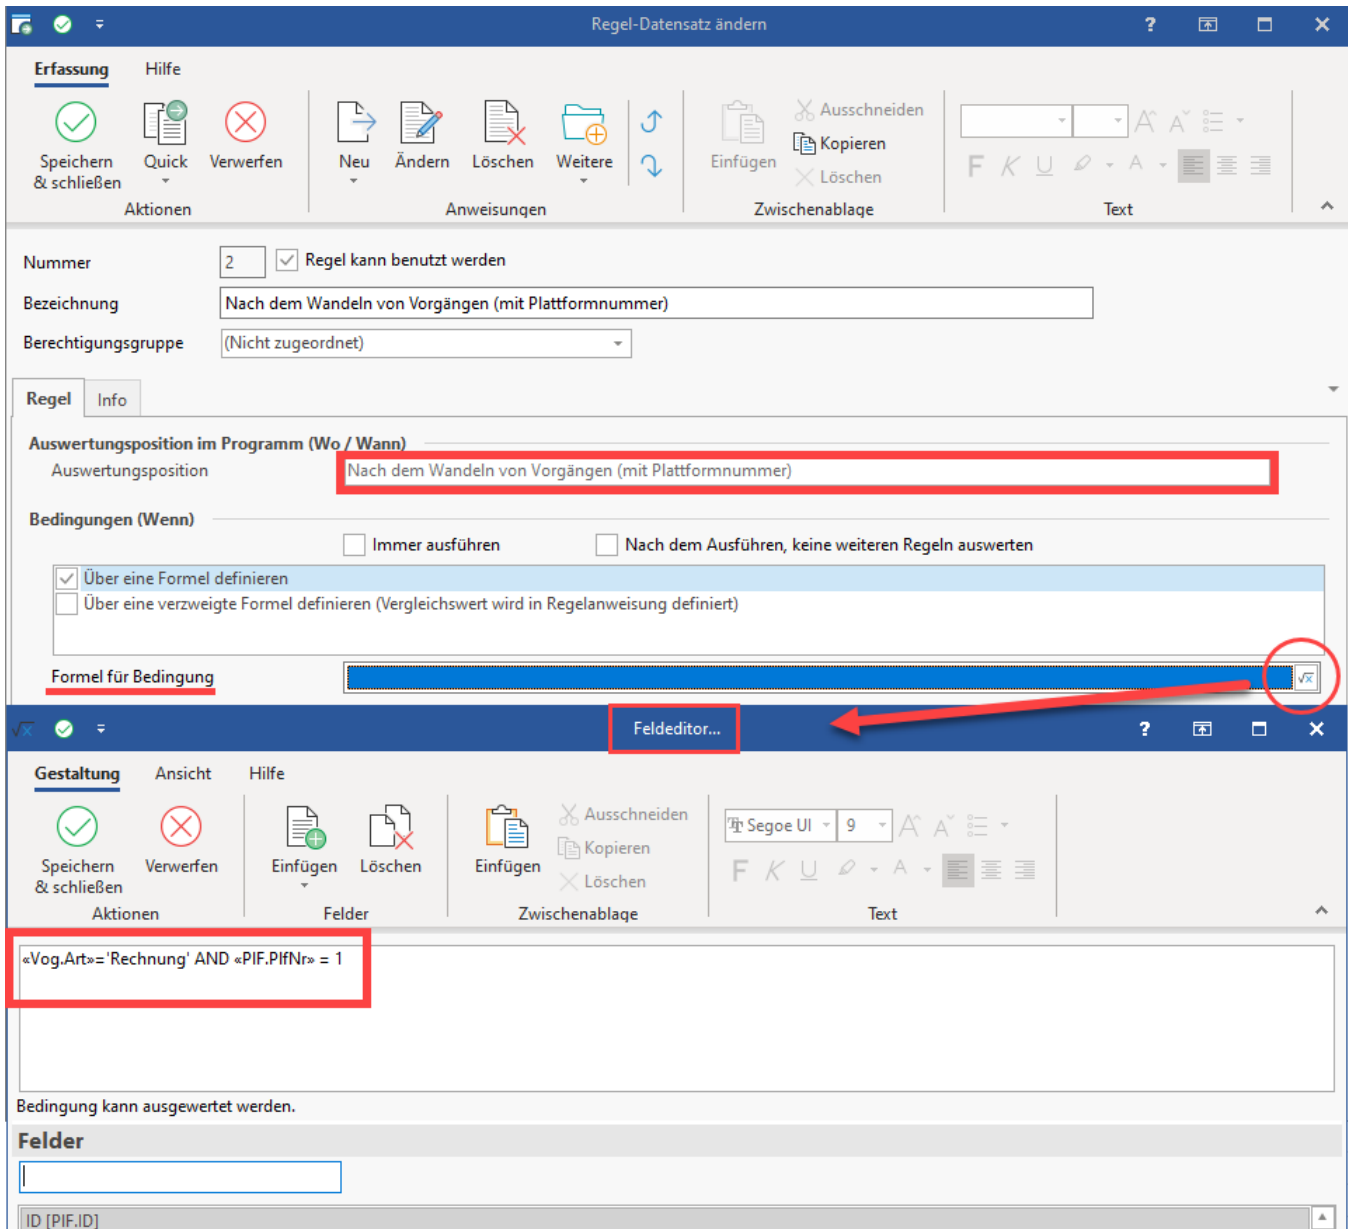 Regel-Datensatz ändern ?
Erfassung Hilfe
Speichern & schließen Quick Verwerfen Neu Ändern Löschen Weitere Einfügen Ausschneiden Kopieren Löschen F K U A
Aktionen Anweisungen Zwischenablage Text
Nummer 2 Regel kann benutzt werden
Bezeichnung Nach dem Wandeln von Vorgängen (mit Plattformnummer)
Berechtigungsgruppe (Nicht zugeordnet)
Regel Info
Auswertungsposition im Programm (Wo / Wann)
Auswertungsposition Nach dem Wandeln von Vorgängen (mit Plattformnummer)
Bedingungen (Wenn)
Immer ausführen Nach dem Ausführen, keine weiteren Regeln auswerten
Über eine Formel definieren
Über eine verzweigte Formel definieren (Vergleichswert wird in Regelanweisung definiert)
Formel für Bedingung √x
√x Feldeditor... ?
Gestaltung Ansicht Hilfe
Speichern & schließen Verwerfen Einfügen Löschen Einfügen Ausschneiden Kopieren Löschen Segoe UI 9 F K U A
Aktionen Felder Zwischenablage Text
«Vog.Art»='Rechnung' AND «PIF.PlfNr» = 1
Bedingung kann ausgewertet werden.
Felder
ID [PIF.ID]